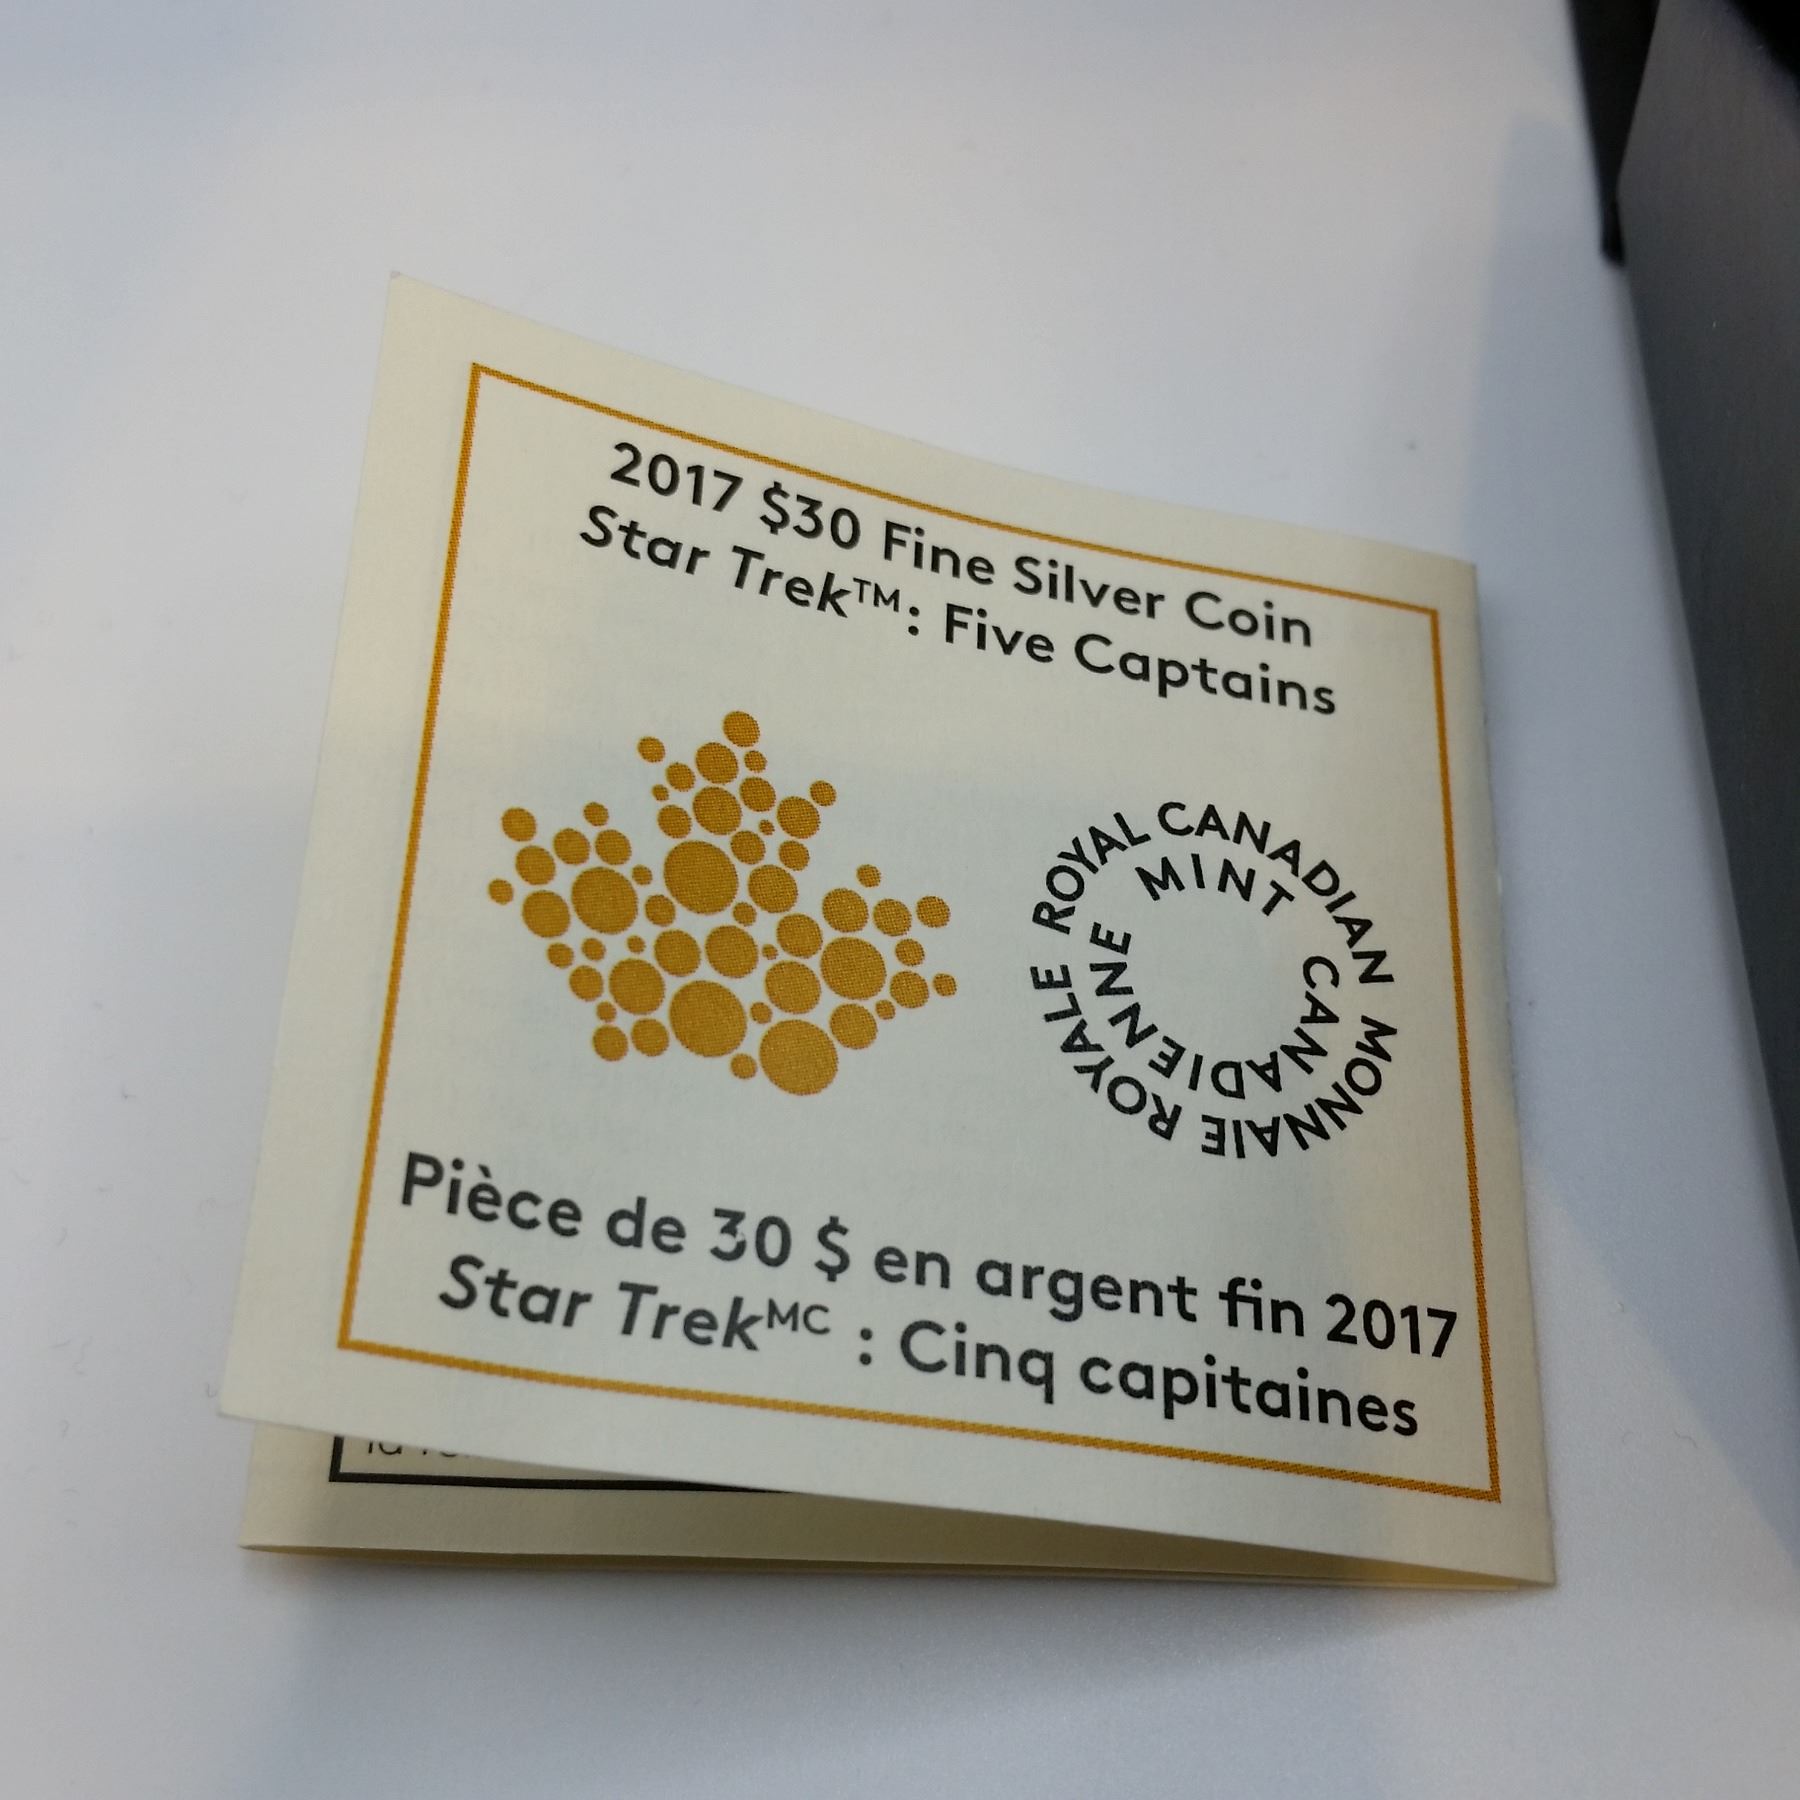 2017 $30 Fine Silver Coin
Star Trek™: Five Captains
ROYAL CANADIAN
MINT
MONNAIE ROYALE
CANADIENNE
Pièce de 30 $ en argent fin 2017
Star Trekᴹᶜ : Cinq capitaines